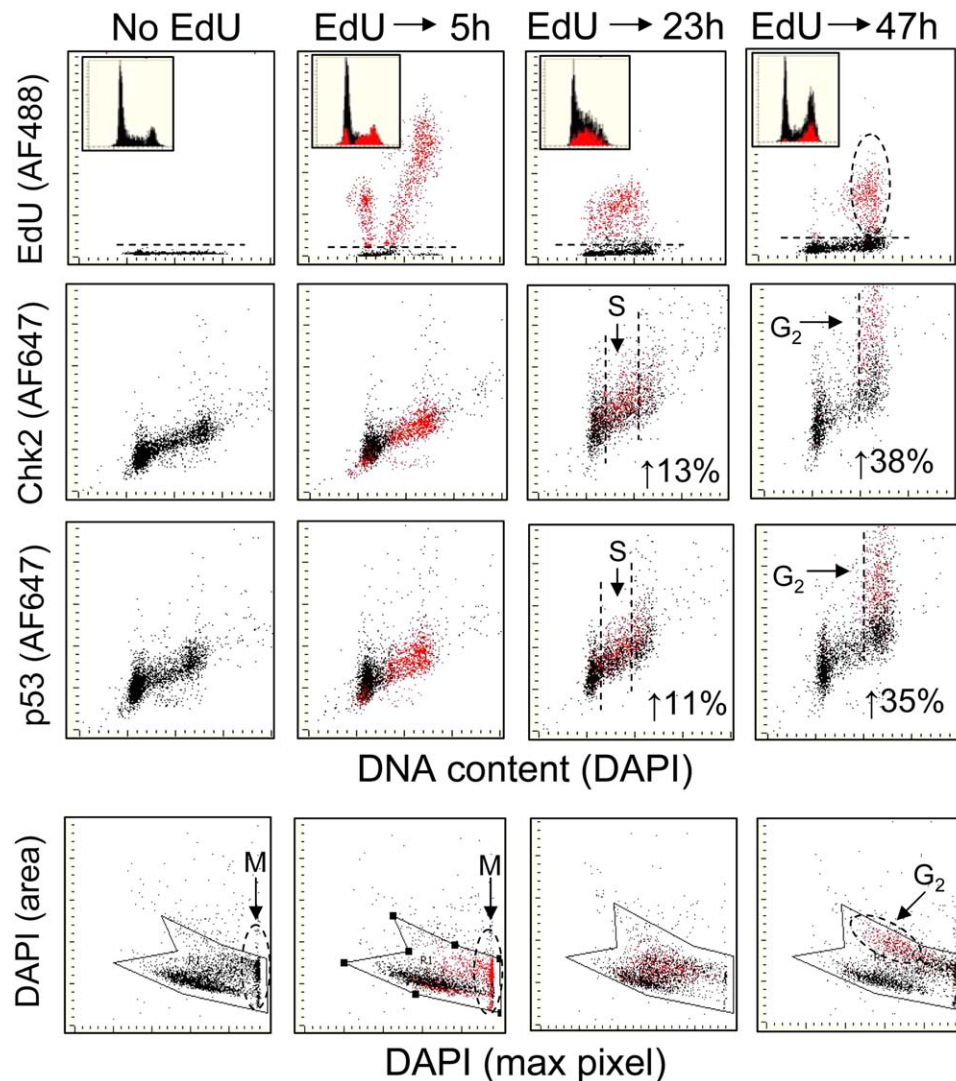 No EdU EdU → 5h EdU → 23h EdU → 47h
EdU (AF488)
Chk2 (AF647)
S
↑13%
G₂
↑38%
p53 (AF647)
S
↑11%
G₂
↑35%
DNA content (DAPI)
DAPI (area)
M
M
R1
G₂
DAPI (max pixel)